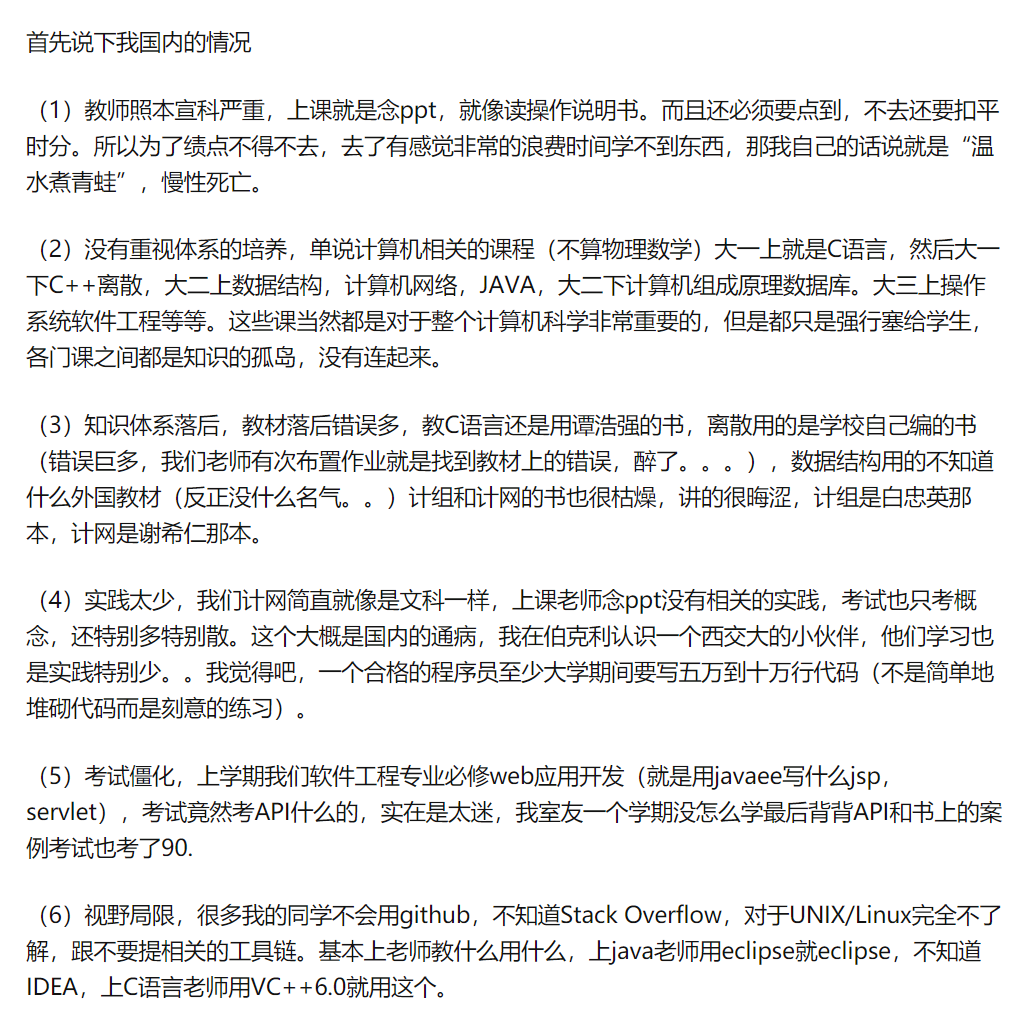 首先说下我国内的情况
（1）教师照本宣科严重，上课就是念ppt，就像读操作说明书。而且还必须要点到，不去还要扣平
时分。所以为了绩点不得不去，去了有感觉非常的浪费时间学不到东西，那我自己的话说就是“温
水煮青蛙”，慢性死亡。
（2）没有重视体系的培养，单说计算机相关的课程（不算物理数学）大一上就是C语言，然后大一
下C++离散，大二上数据结构，计算机网络，JAVA，大二下计算机组成原理数据库。大三上操作
系统软件工程等等。这些课当然都是对于整个计算机科学非常重要的，但是都只是强行塞给学生，
各门课之间都是知识的孤岛，没有连起来。
（3）知识体系落后，教材落后错误多，教C语言还是用谭浩强的书，离散用的是学校自己编的书
（错误巨多，我们老师有次布置作业就是找到教材上的错误，醉了。。。），数据结构用的不知道
什么外国教材（反正没什么名气。。）计组和计网的书也很枯燥，讲的很晦涩，计组是白忠英那
本，计网是谢希仁那本。
（4）实践太少，我们计网简直就像是文科一样，上课老师念ppt没有相关的实践，考试也只考概
念，还特别多特别散。这个大概是国内的通病，我在伯克利认识一个西交大的小伙伴，他们学习也
是实践特别少。。我觉得吧，一个合格的程序员至少大学期间要写五万到十万行代码（不是简单地
堆砌代码而是刻意的练习）。
（5）考试僵化，上学期我们软件工程专业必修web应用开发（就是用javaee写什么jsp，
servlet），考试竟然考API什么的，实在是太迷，我室友一个学期没怎么学最后背背API和书上的案
例考试也考了90.
（6）视野局限，很多我的同学不会用github，不知道Stack Overflow，对于UNIX/Linux完全不了
解，跟不要提相关的工具链。基本上老师教什么用什么，上java老师用eclipse就eclipse，不知道
IDEA，上C语言老师用VC++6.0就用这个。